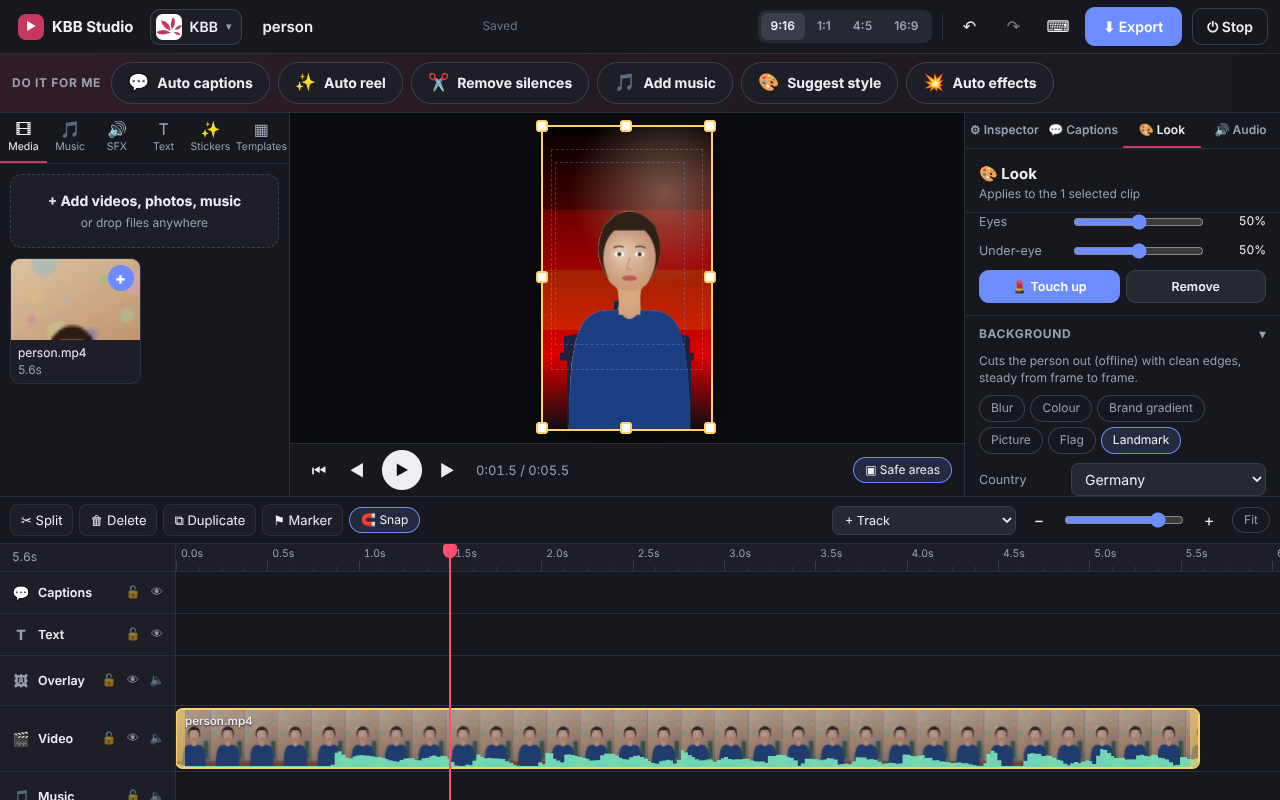 KBB Studio
KBB
person
Saved
9:16 1:1 4:5 16:9
Export
Stop
DO IT FOR ME
Auto captions
Auto reel
Remove silences
Add music
Suggest style
Auto effects
Media
Music
SFX
Text
Stickers
Templates
+ Add videos, photos, music
or drop files anywhere
person.mp4
5.6s
0:01.5 / 0:05.5
Safe areas
Inspector
Captions
Look
Audio
Look
Applies to the 1 selected clip
Eyes 50%
Under-eye 50%
Touch up
Remove
BACKGROUND
Cuts the person out (offline) with clean edges,
steady from frame to frame.
Blur
Colour
Brand gradient
Picture
Flag
Landmark
Country Germany
Split
Delete
Duplicate
Marker
Snap
+ Track
Fit
5.6s
0.0s 0.5s 1.0s 1.5s 2.0s 2.5s 3.0s 3.5s 4.0s 4.5s 5.0s 5.5s
Captions
Text
Overlay
Video
person.mp4
Music